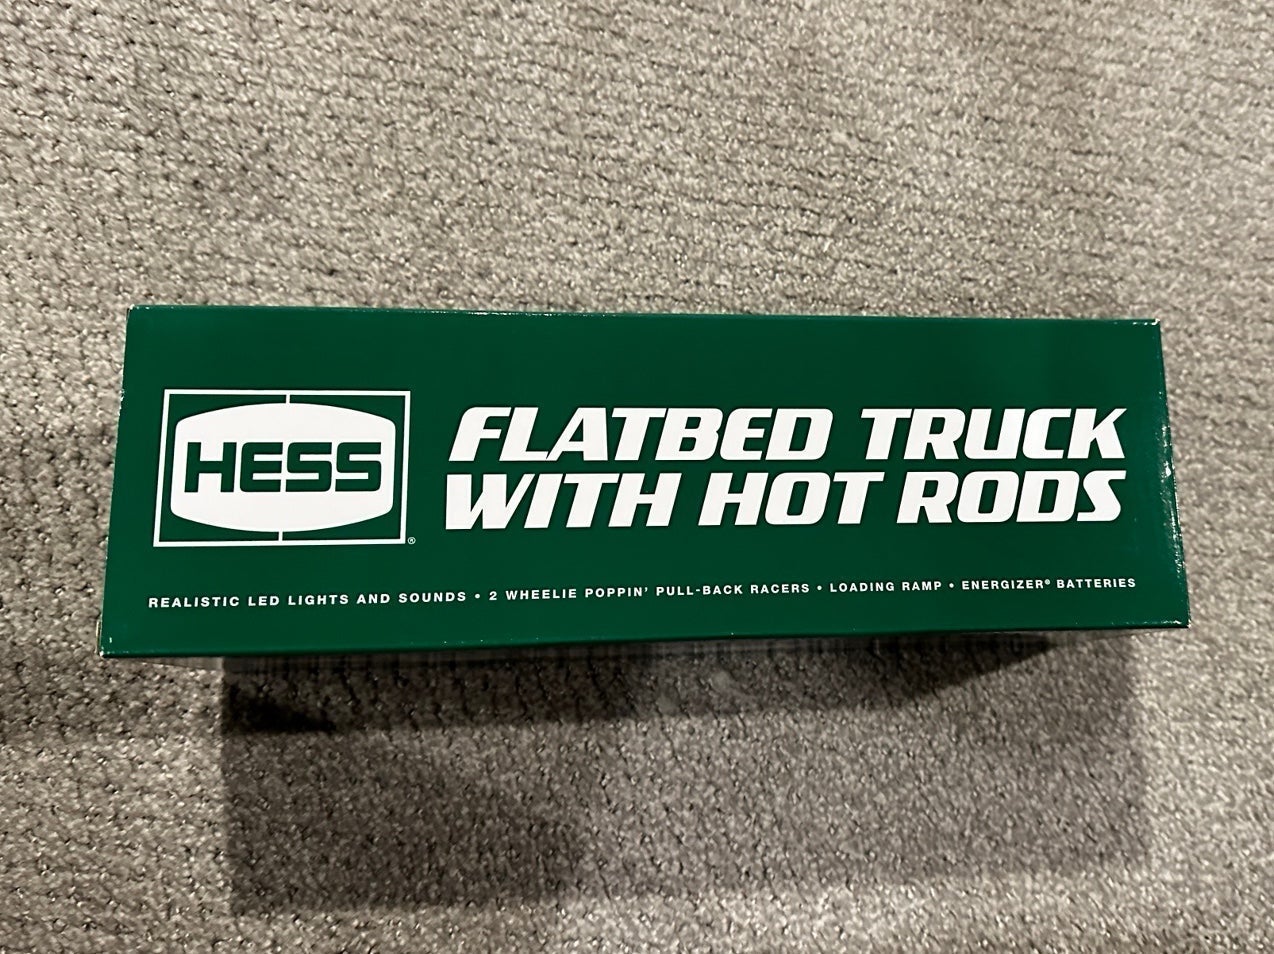 HESS®
FLATBED TRUCK
WITH HOT RODS
REALISTIC LED LIGHTS AND SOUNDS • 2 WHEELIE POPPIN' PULL-BACK RACERS • LOADING RAMP • ENERGIZER® BATTERIES